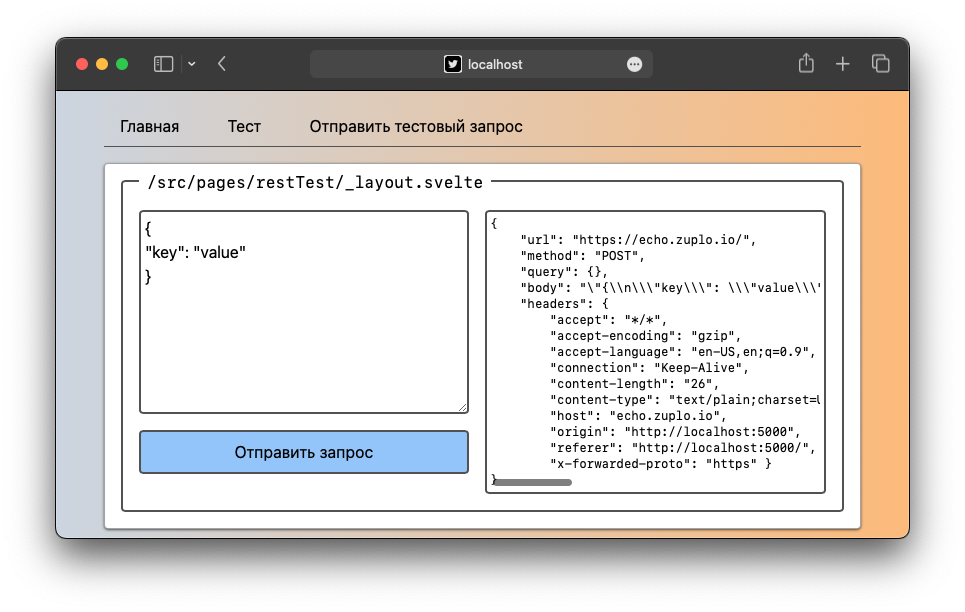 localhost
Главная Тест Отправить тестовый запрос
/src/pages/restTest/_layout.svelte
{
"key": "value"
}
Отправить запрос
{
"url": "https://echo.zuplo.io/",
"method": "POST",
"query": {},
"body": "\"{\\n\\\"key\\\": \\\"value\\\"
"headers": {
"accept": "*/*",
"accept-encoding": "gzip",
"accept-language": "en-US,en;q=0.9",
"connection": "Keep-Alive",
"content-length": "26",
"content-type": "text/plain;charset=U
"host": "echo.zuplo.io",
"origin": "http://localhost:5000",
"referer": "http://localhost:5000/",
"x-forwarded-proto": "https" }
}